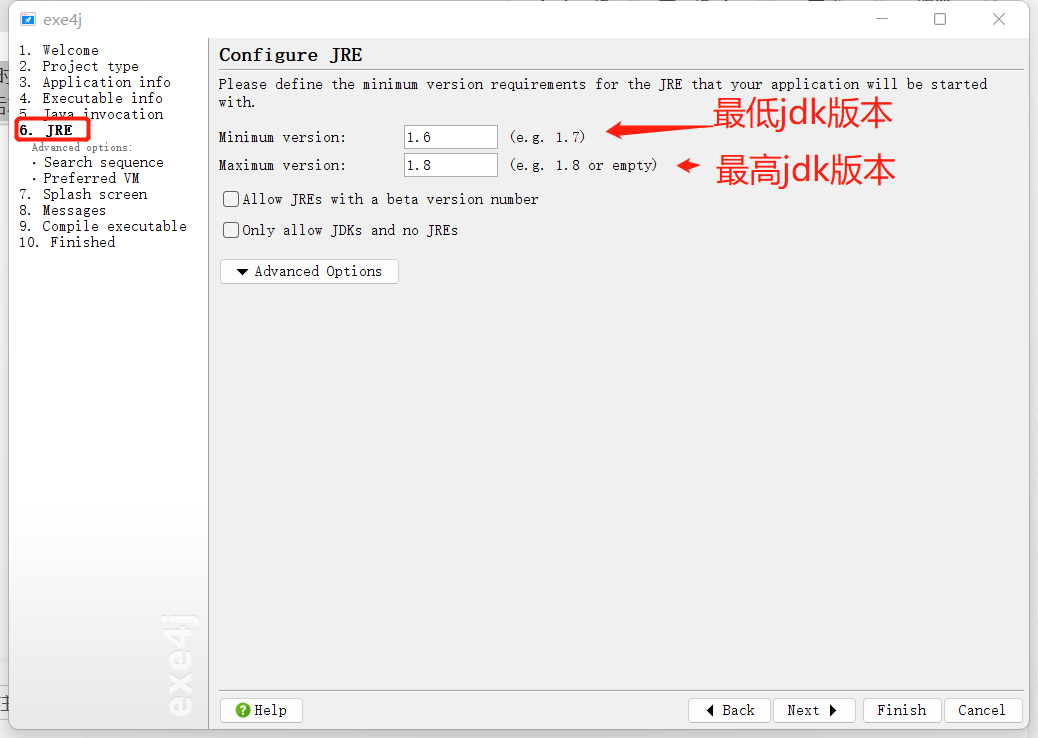 exe4j
1. Welcome
2. Project type
3. Application info
4. Executable info
5. Java invocation
6. JRE
Advanced options:
· Search sequence
· Preferred VM
7. Splash screen
8. Messages
9. Compile executable
10. Finished
exe4j
Configure JRE
Please define the minimum version requirements for the JRE that your application will be started
with.
Minimum version: 1.6 (e.g. 1.7)
最低jdk版本
Maximum version: 1.8 (e.g. 1.8 or empty)
最高jdk版本
Allow JREs with a beta version number
Only allow JDKs and no JREs
Advanced Options
Help Back Next Finish Cancel